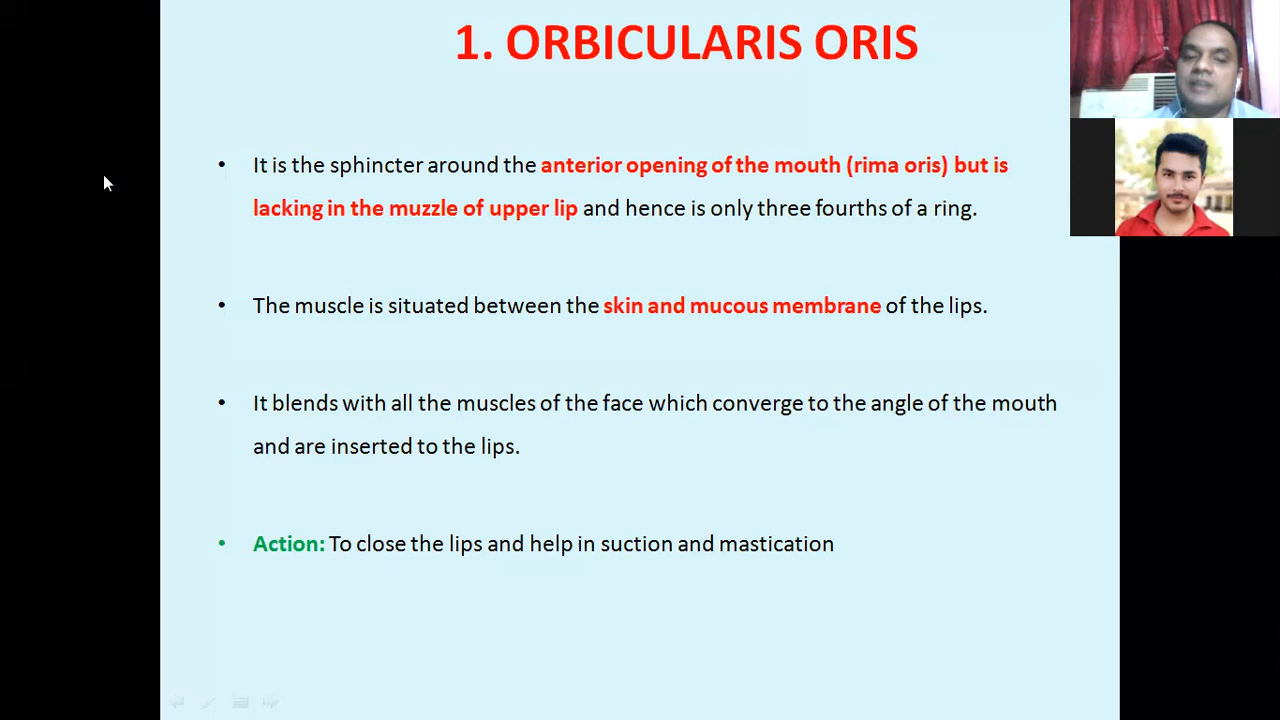 1. ORBICULARIS ORIS
• It is the sphincter around the anterior opening of the mouth (rima oris) but is
lacking in the muzzle of upper lip and hence is only three fourths of a ring.
• The muscle is situated between the skin and mucous membrane of the lips.
• It blends with all the muscles of the face which converge to the angle of the mouth
and are inserted to the lips.
• Action: To close the lips and help in suction and mastication